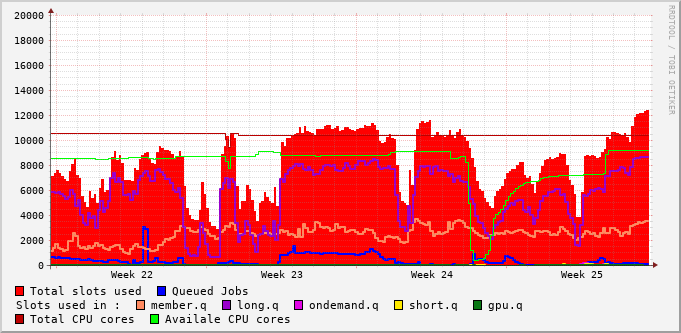 20000
18000
16000
14000
12000
10000
8000
6000
4000
2000
0
Week 22 Week 23 Week 24 Week 25
RRDTOOL / TOBI OETIKER
Total slots used Queued Jobs
Slots used in : member.q long.q ondemand.q short.q gpu.q
Total CPU cores Availale CPU cores